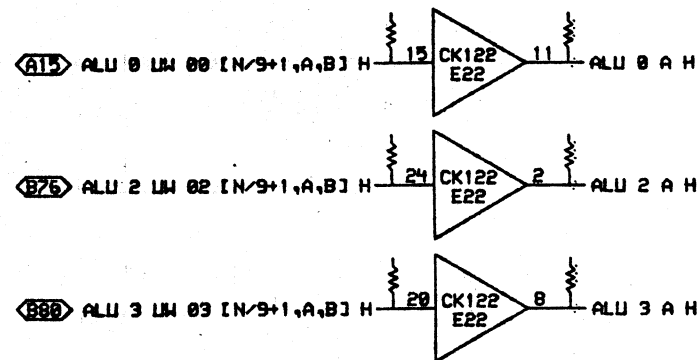 A15 ALU 0 UW 00 [N/9+1,A,B] H 15 CK122 E22 11 ALU 0 A H
B76 ALU 2 UW 02 [N/9+1,A,B] H 24 CK122 E22 2 ALU 2 A H
B80 ALU 3 UW 03 [N/9+1,A,B] H 20 CK122 E22 8 ALU 3 A H